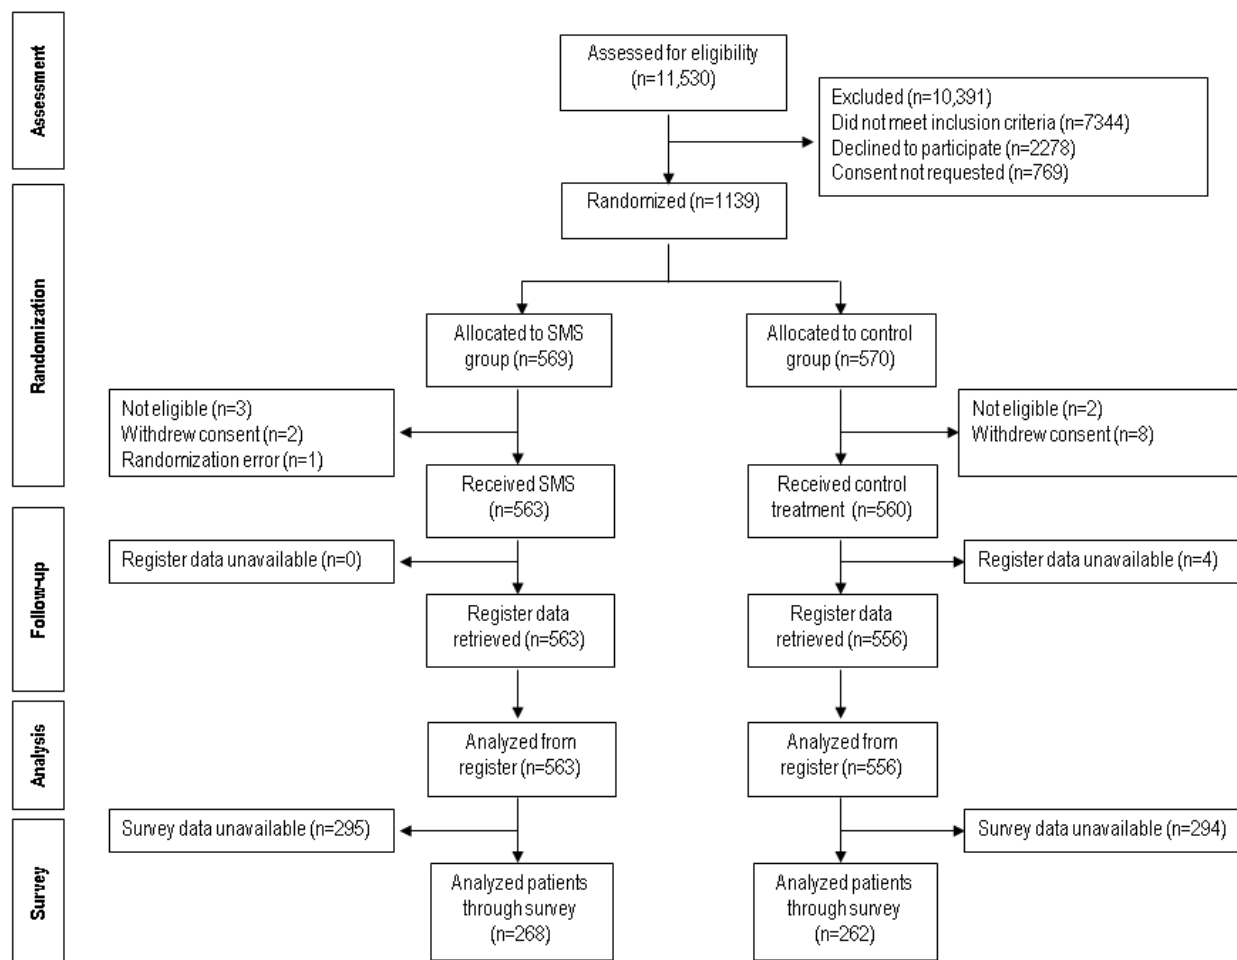 Assessment
Assessed for eligibility
(n=11,530)
Excluded (n=10,391)
Did not meet inclusion criteria (n=7344)
Declined to participate (n=2278)
Consent not requested (n=769)
Randomization
Randomized (n=1139)
Allocated to SMS
group (n=569)
Allocated to control
group (n=570)
Not eligible (n=3)
Withdrew consent (n=2)
Randomization error (n=1)
Not eligible (n=2)
Withdrew consent (n=8)
Received SMS
(n=563)
Received control
treatment (n=560)
Follow-up
Register data unavailable (n=0)
Register data unavailable (n=4)
Register data
retrieved (n=563)
Register data
retrieved (n=556)
Analysis
Analyzed from
register (n=563)
Analyzed from
register (n=556)
Survey
Survey data unavailable (n=295)
Survey data unavailable (n=294)
Analyzed patients
through survey
(n=268)
Analyzed patients
through survey
(n=262)